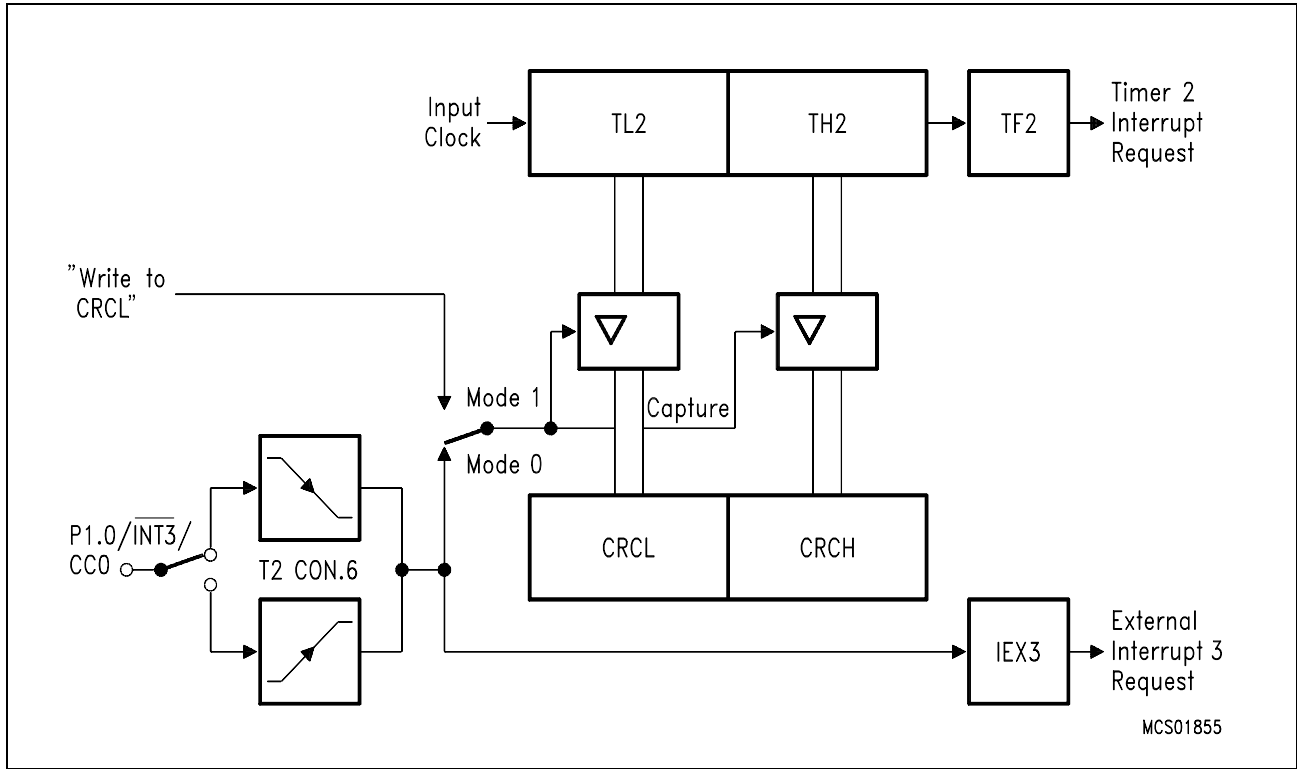 Input
Clock
TL2
TH2
TF2
Timer 2
Interrupt
Request
"Write to
CRCL"
Mode 1
Capture
Mode 0
P1.0/INT3/
CC0
T2 CON.6
CRCL
CRCH
IEX3
External
Interrupt 3
Request
MCS01855